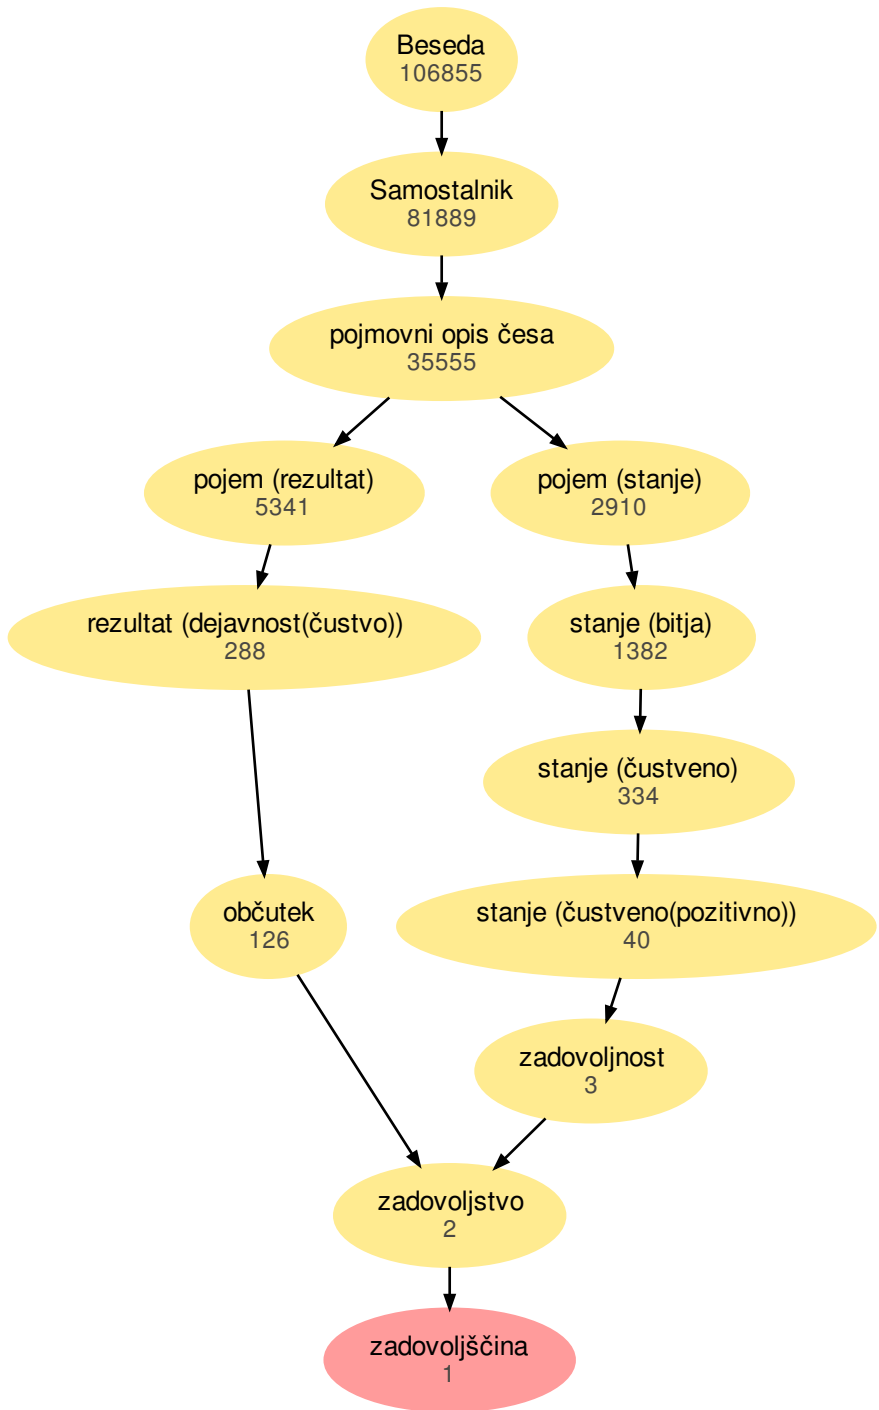 Beseda
106855
Samostalnik
81889
pojmovni opis česa
35555
pojem (rezultat)
5341
pojem (stanje)
2910
rezultat (dejavnost(čustvo))
288
stanje (bitja)
1382
stanje (čustveno)
334
občutek
126
stanje (čustveno(pozitivno))
40
zadovoljnost
3
zadovoljstvo
2
zadovoljščina
1